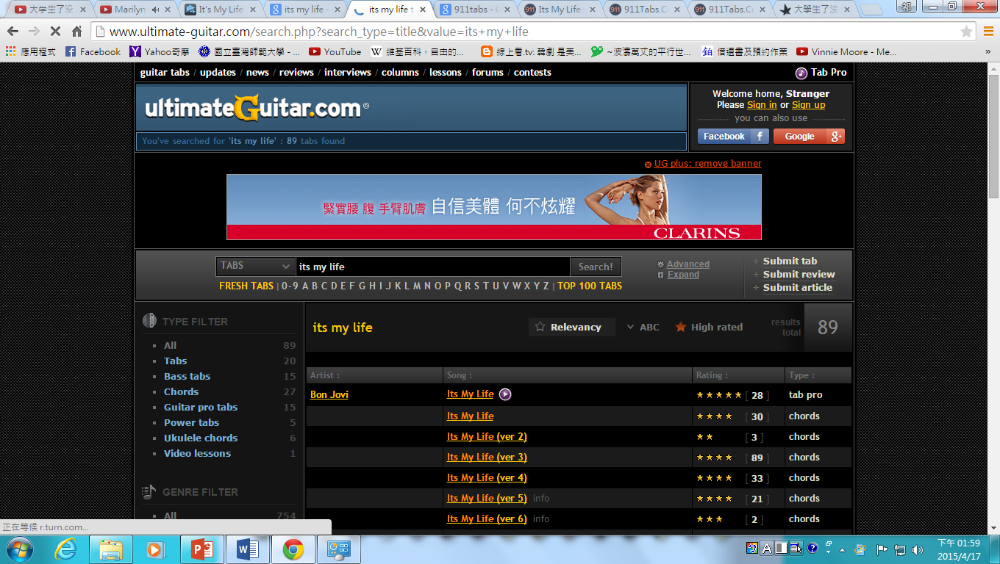 大學生了沒 Marilyn It's My Life its my life - its my life t 911tabs - G Its My Life 911Tabs.Co 911Tabs.Co 大學生了沒
www.ultimate-guitar.com/search.php?search_type=title&value=its+my+life
應用程式 Facebook Yahoo奇摩 國立臺灣師範大學 - ... YouTube 維基百科，自由的... 線上看.tv: 韓劇 是美... ~波濤萬丈的平行世... 借還書及預約作業 Vinnie Moore - Me... »
guitar tabs / updates / news / reviews / interviews / columns / lessons / forums / contests Tab Pro
ultimateGuitar.com®
Welcome home, Stranger
Please Sign in or Sign up
you can also use
Facebook f Google g+
You've searched for 'its my life' : 89 tabs found
UG plus: remove banner
緊實腰 腹 手臂肌膚 自信美體 何不炫耀
CLARINS
TABS its my life Search!
FRESH TABS | 0-9 A B C D E F G H I J K L M N O P Q R S T U V W X Y Z | TOP 100 TABS
Advanced
Expand
+ Submit tab
+ Submit review
+ Submit article
TYPE FILTER
All 89
Tabs 20
Bass tabs 15
Chords 27
Guitar pro tabs 15
Power tabs 5
Ukulele chords 6
Video lessons 1
GENRE FILTER
All 754
its my life Relevancy ABC High rated results total 89
Artist : Song : Rating : Type :
Bon Jovi Its My Life [ 28 ] tab pro
Its My Life [ 30 ] chords
Its My Life (ver 2) [ 3 ] chords
Its My Life (ver 3) [ 89 ] chords
Its My Life (ver 4) [ 33 ] chords
Its My Life (ver 5) info [ 21 ] chords
Its My Life (ver 6) info [ 2 ] chords
正在等候 r.turn.com...
下午 01:59
2015/4/17